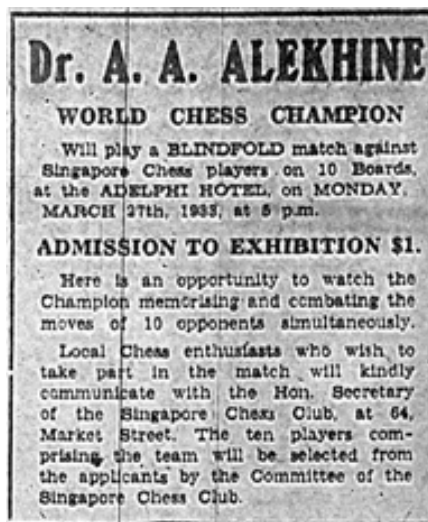 Dr. A. A. ALEKHINE
WORLD CHESS CHAMPION
Will play a BLINDFOLD match against
Singapore Chess players on 10 Boards,
at the ADELPHI HOTEL, on MONDAY.
MARCH 27th, 1933, at 5 p.m.
ADMISSION TO EXHIBITION $1.
Here is an opportunity to watch the
Champion memorising and combating the
moves of 10 opponents simultaneously.
Local Chess enthusiasts who wish to
take part in the match will kindly
communicate with the Hon. Secretary
of the Singapore Chess Club, at 64,
Market Street. The ten players com-
prising the team will be selected from
the applicants by the Committee of the
Singapore Chess Club.